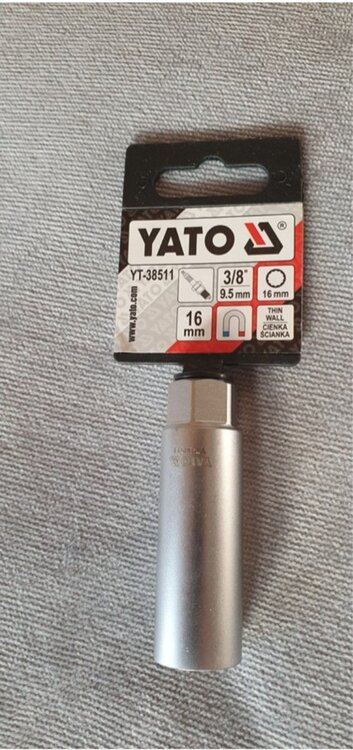 YATO ®
YT-38511
www.yato.com
3/8"
9.5 mm
16 mm
16
mm
THIN
WALL
CIENKA
ŚCIANKA
YATO